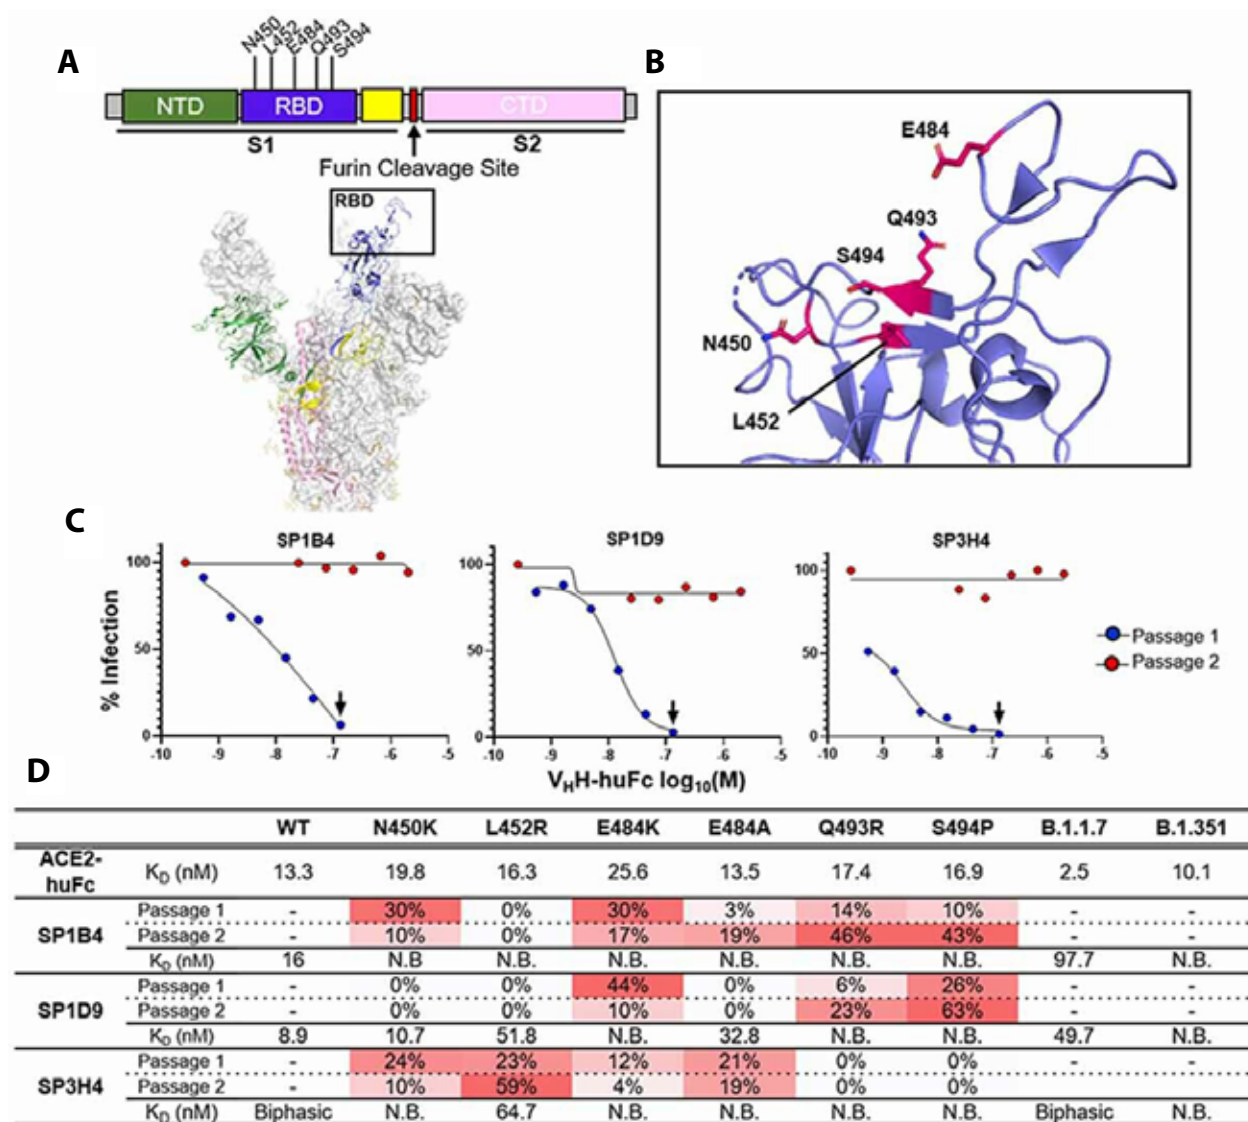 A
N450
L452
E484
Q493
S494
NTD RBD CTD
S1 S2
Furin Cleavage Site
RBD
B
E484
Q493
S494
N450
L452
C
SP1B4
SP1D9
SP3H4
% Infection
100
50
0
-10 -9 -8 -7 -6 -5
100
50
0
-10 -9 -8 -7 -6 -5
100
50
0
-10 -9 -8 -7 -6 -5
Passage 1
Passage 2
VHH-huFc log10(M)
D
WT N450K L452R E484K E484A Q493R S494P B.1.1.7 B.1.351
ACE2-huFc KD (nM) 13.3 19.8 16.3 25.6 13.5 17.4 16.9 2.5 10.1
SP1B4
Passage 1 - 30% 0% 30% 3% 14% 10% - -
Passage 2 - 10% 0% 17% 19% 46% 43% - -
KD (nM) 16 N.B N.B. N.B. N.B. N.B. N.B. 97.7 N.B.
SP1D9
Passage 1 - 0% 0% 44% 0% 6% 26% - -
Passage 2 - 0% 0% 10% 0% 23% 63% - -
KD (nM) 8.9 10.7 51.8 N.B. 32.8 N.B. N.B. 49.7 N.B.
SP3H4
Passage 1 - 24% 23% 12% 21% 0% 0% - -
Passage 2 - 10% 59% 4% 19% 0% 0% - -
KD (nM) Biphasic N.B. 64.7 N.B. N.B. N.B. N.B. Biphasic N.B.